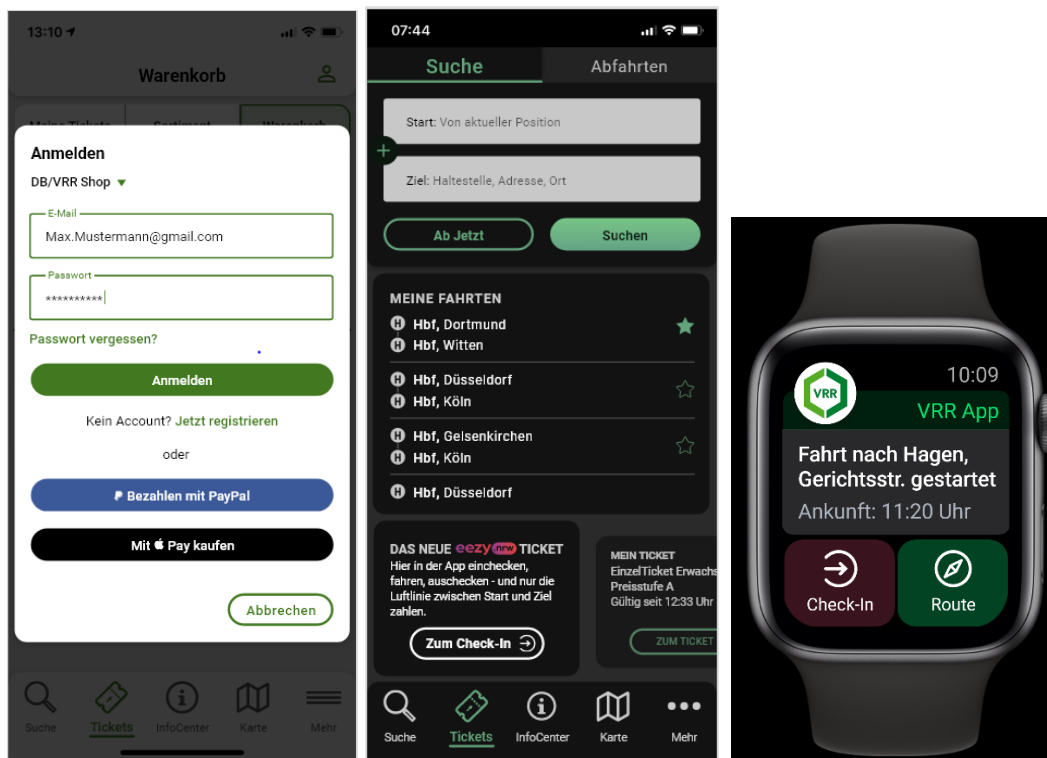 13:10
Warenkorb
Meine Tickets
Sortiment
Warenkorb
Anmelden
DB/VRR Shop
E-Mail
Max.Mustermann@gmail.com
Passwort
**********
Passwort vergessen?
Anmelden
Kein Account? Jetzt registrieren
oder
Bezahlen mit PayPal
Mit Pay kaufen
Abbrechen
Suche
Tickets
InfoCenter
Karte
Mehr
07:44
Suche
Abfahrten
Start: Von aktueller Position
+
Ziel: Haltestelle, Adresse, Ort
Ab Jetzt
Suchen
MEINE FAHRTEN
H Hbf, Dortmund
H Hbf, Witten
H Hbf, Düsseldorf
H Hbf, Köln
H Hbf, Gelsenkirchen
H Hbf, Köln
H Hbf, Düsseldorf
DAS NEUE eezy nrw TICKET
Hier in der App einchecken,
fahren, auschecken - und nur die
Luftlinie zwischen Start und Ziel
zahlen.
Zum Check-In
MEIN TICKET
EinzelTicket Erwachs
Preisstufe A
Gültig seit 12:33 Uhr
ZUM TICKET
Suche
Tickets
InfoCenter
Karte
Mehr
VRR
10:09
VRR App
Fahrt nach Hagen,
Gerichtsstr. gestartet
Ankunft: 11:20 Uhr
Check-In
Route